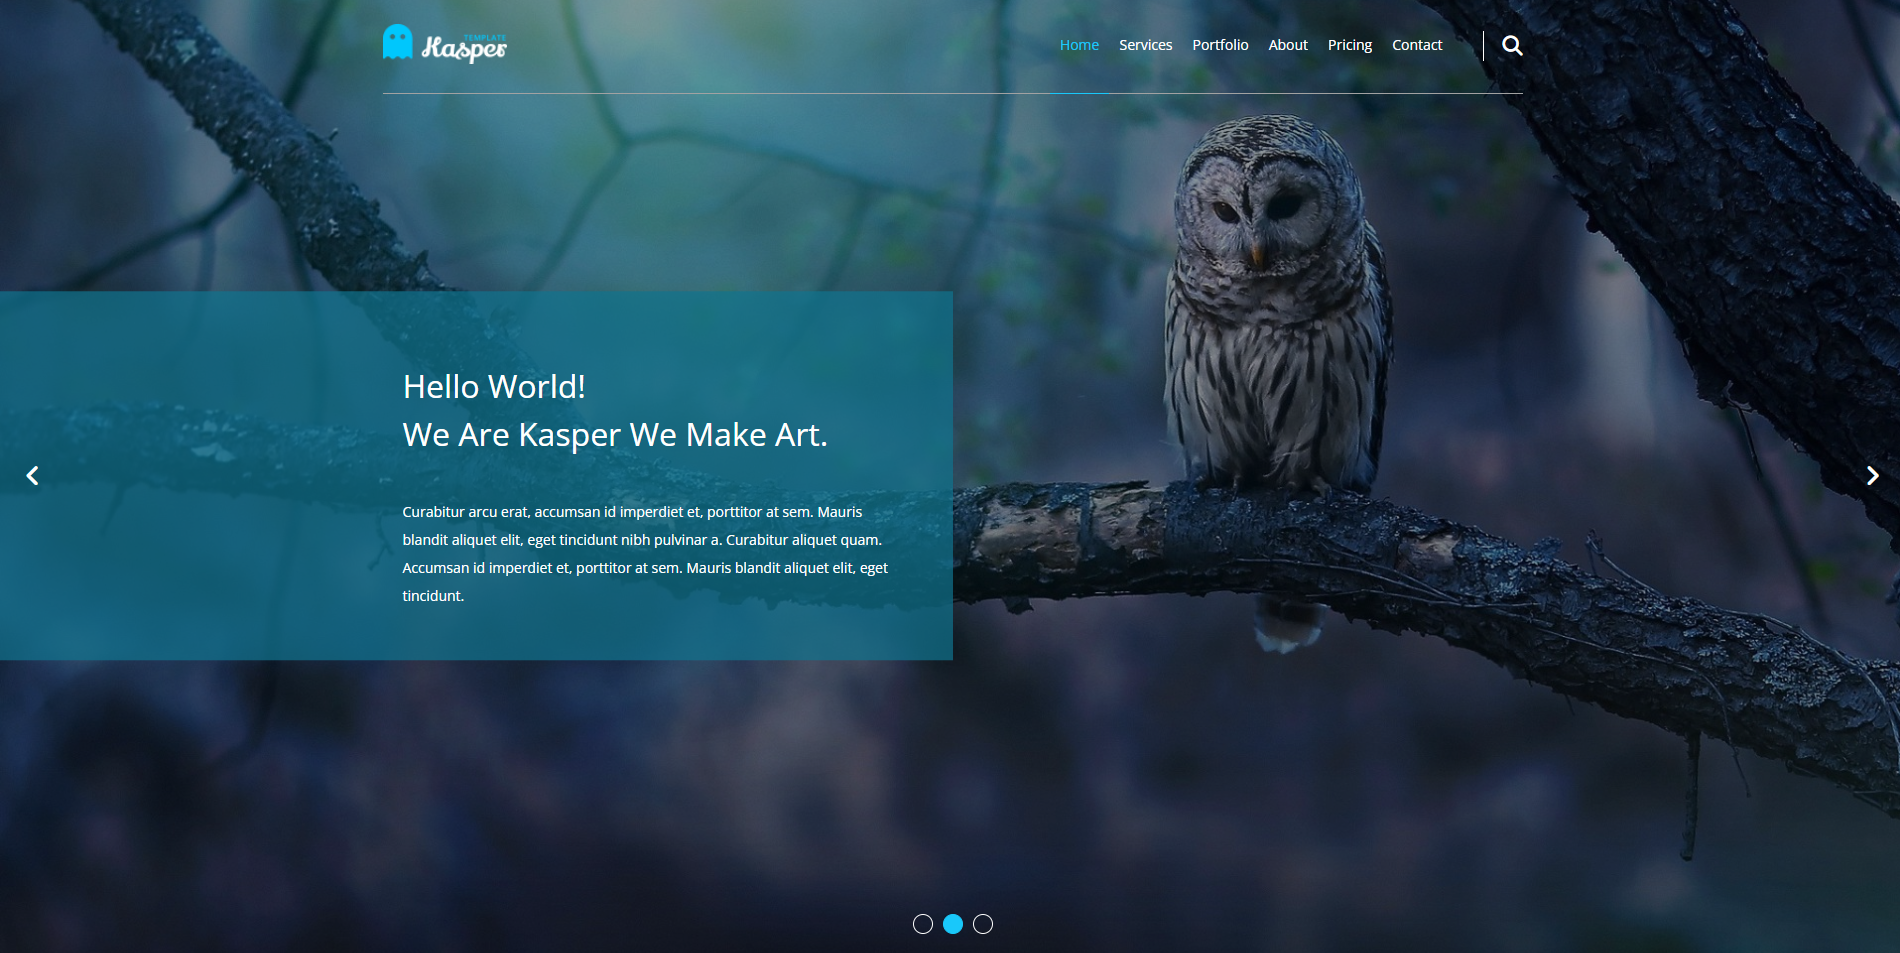 TEMPLATE
Kasper
Home Services Portfolio About Pricing Contact
Hello World!
We Are Kasper We Make Art.
Curabitur arcu erat, accumsan id imperdiet et, porttitor at sem. Mauris
blandit aliquet elit, eget tincidunt nibh pulvinar a. Curabitur aliquet quam.
Accumsan id imperdiet et, porttitor at sem. Mauris blandit aliquet elit, eget
tincidunt.